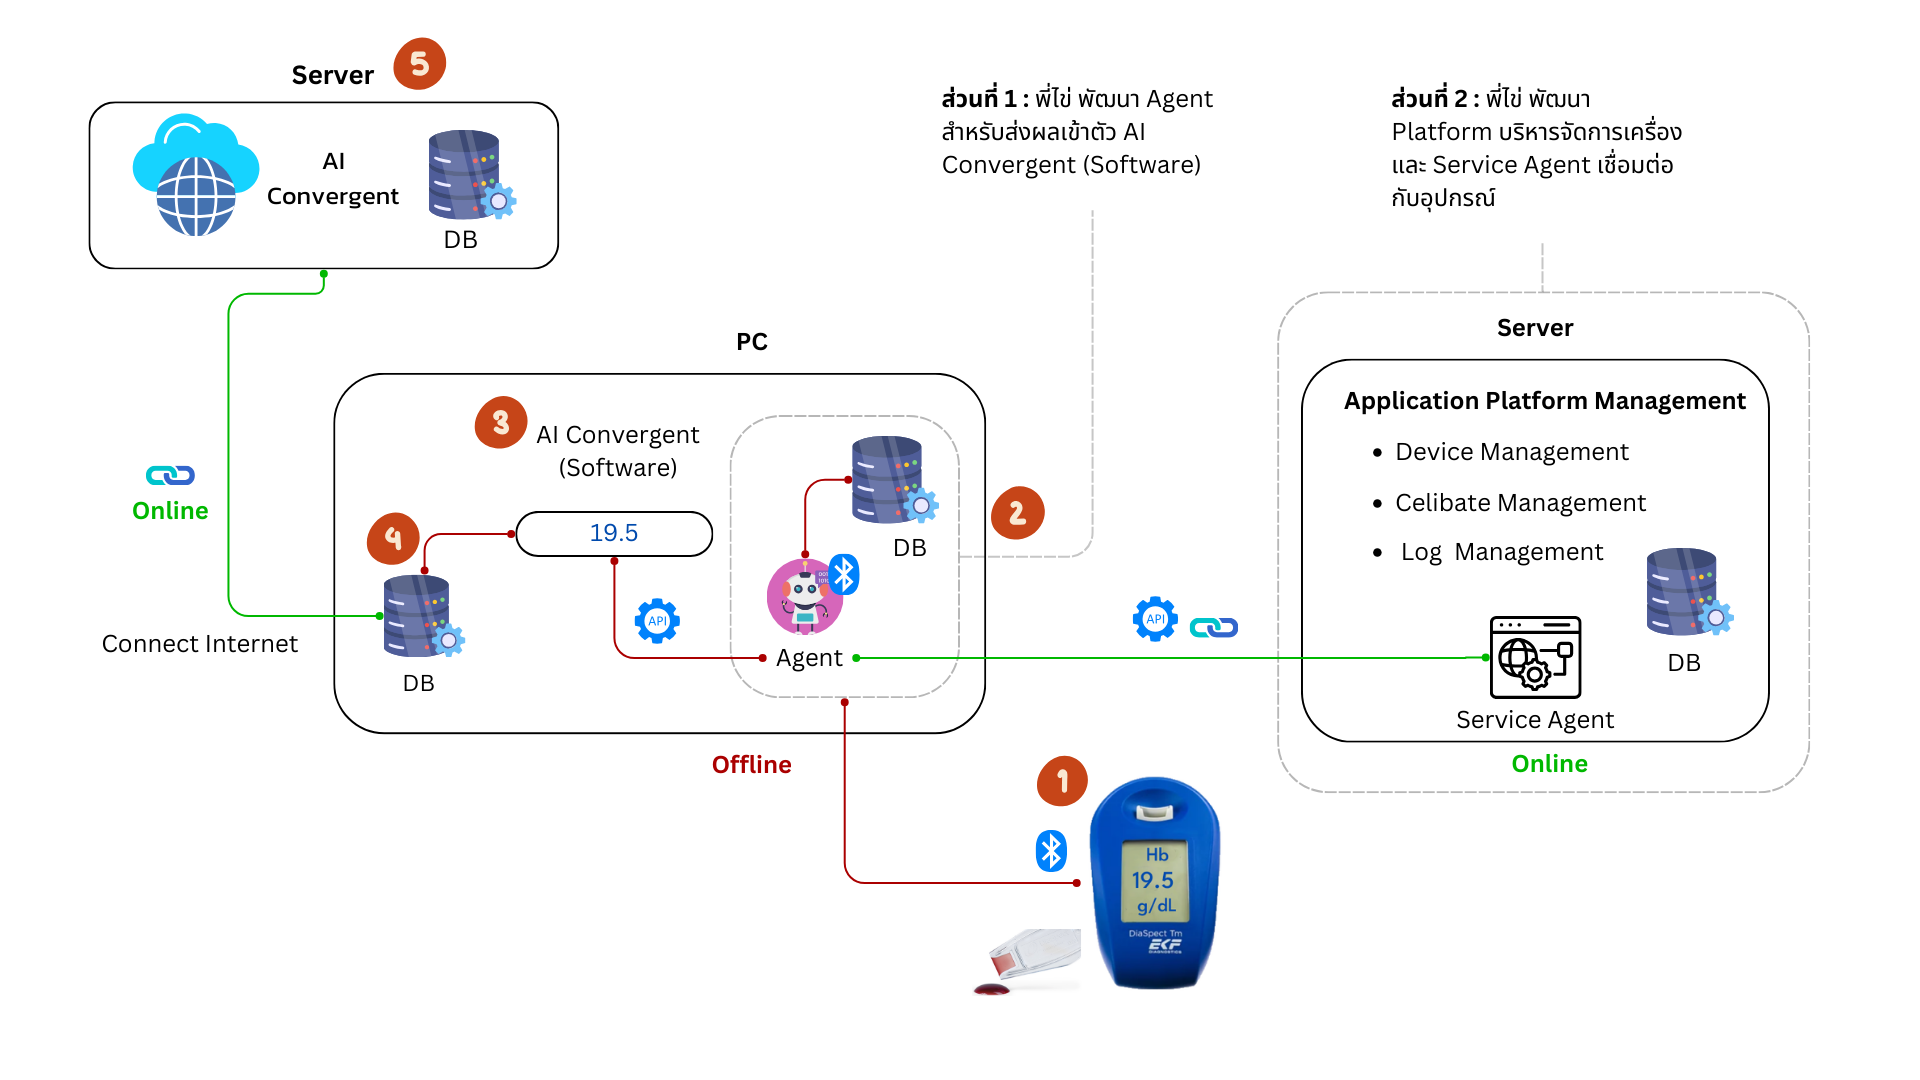 Server
5
AI
Convergent
DB
ส่วนที่ 1 : พี่ไข่ พัฒนา Agent
สำหรับส่งผลเข้าตัว AI
Convergent (Software)
ส่วนที่ 2 : พี่ไข่ พัฒนา
Platform บริหารจัดการเครื่อง
และ Service Agent เชื่อมต่อ
กับอุปกรณ์
PC
3
AI Convergent
(Software)
Online
4
19.5
DB
2
API
Agent
Connect Internet
DB
Offline
Server
Application Platform Management
• Device Management
• Celibate Management
• Log Management
API
DB
Service Agent
Online
1
Hb
19.5
g/dL
DiaSpect Tm
EKF
DIAGNOSTICS